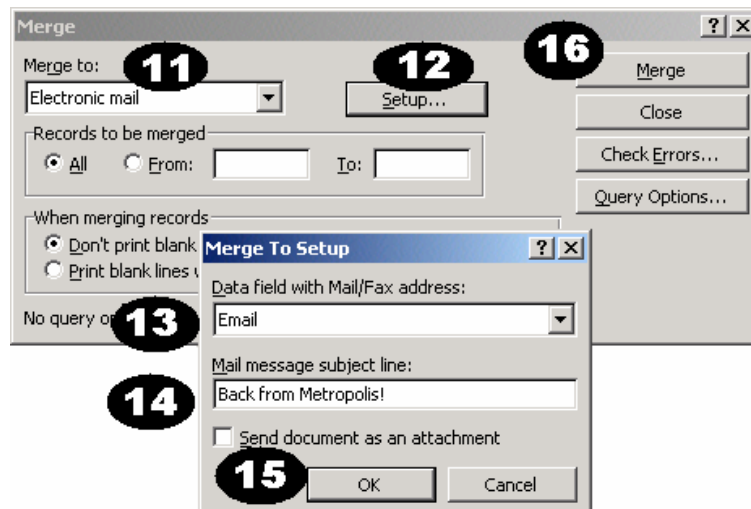 Merge
11
12
16
Merge to:
Electronic mail
Setup...
Merge
Close
Check Errors...
Query Options...
Records to be merged
All From: To:
When merging records
Don't print blank
Print blank lines
No query
13
Merge To Setup
Data field with Mail/Fax address:
Email
14
Mail message subject line:
Back from Metropolis!
Send document as an attachment
15
OK Cancel